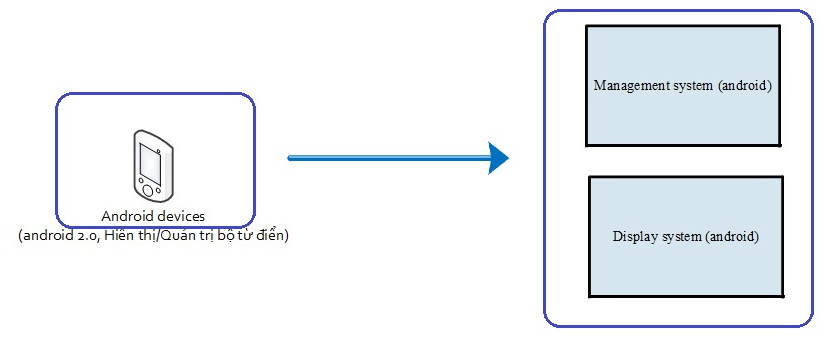 Management system (android)
Android devices
(android 2.0, Hiển thị/Quản trị bộ từ điển)
Display system (android)